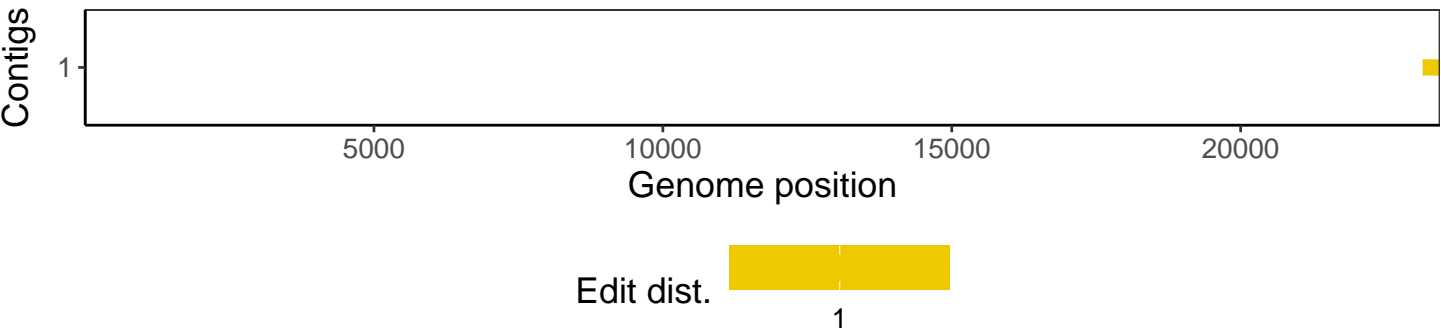 Contigs
1
5000 10000 15000 20000
Genome position
Edit dist.
1